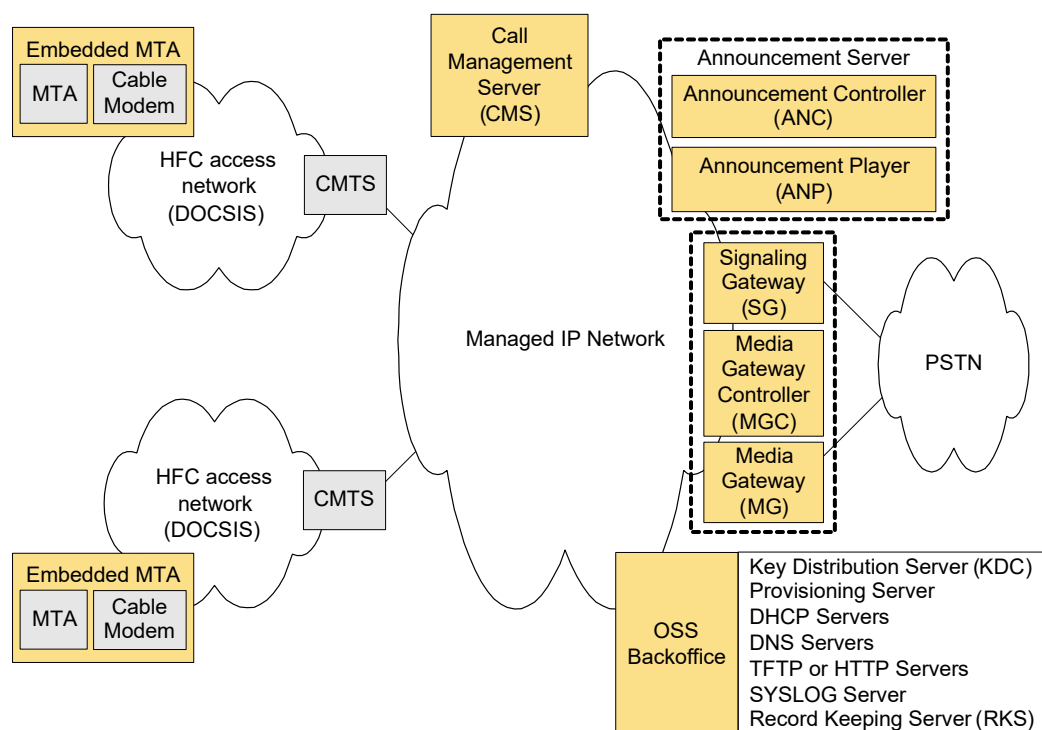 Embedded MTA
MTA
Cable
Modem
HFC access
network
(DOCSIS)
CMTS
Call
Management
Server
(CMS)
Announcement Server
Announcement Controller
(ANC)
Announcement Player
(ANP)
Signaling
Gateway
(SG)
Media
Gateway
Controller
(MGC)
Media
Gateway
(MG)
Managed IP Network
PSTN
HFC access
network
(DOCSIS)
CMTS
Embedded MTA
MTA
Cable
Modem
OSS
Backoffice
Key Distribution Server (KDC)
Provisioning Server
DHCP Servers
DNS Servers
TFTP or HTTP Servers
SYSLOG Server
Record Keeping Server (RKS)